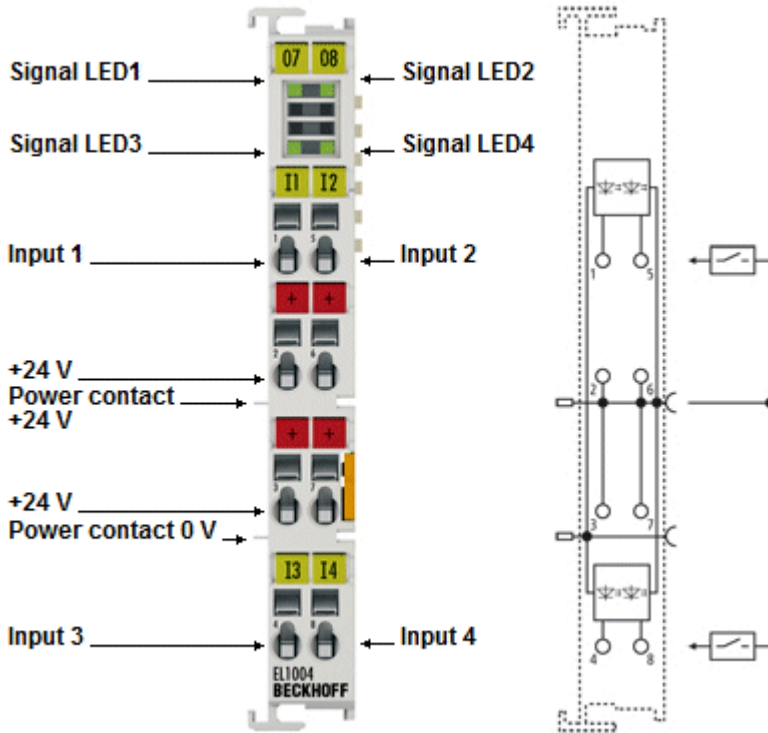 07 08
Signal LED1
Signal LED2
Signal LED3
Signal LED4
I1 I2
Input 1
1
5
Input 2
+ +
2
6
+24 V
Power contact
+24 V
+ +
3
7
+24 V
Power contact 0 V
I3 I4
4
8
Input 3
Input 4
EL1004
BECKHOFF
1
5
2
6
3
7
4
8